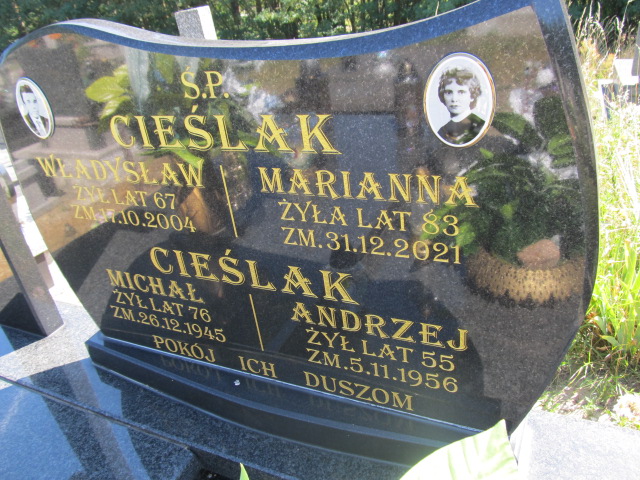 Ś.P.
CIEŚLAK
WŁADYSŁAW
ŻYŁ LAT 67
ZM.17.10.2004
MARIANNA
ŻYŁA LAT 83
ZM.31.12.2021
CIEŚLAK
MICHAŁ
ŻYŁ LAT 76
ZM.26.12.1945
ANDRZEJ
ŻYŁ LAT 55
ZM.5.11.1956
POKÓJ ICH DUSZOM